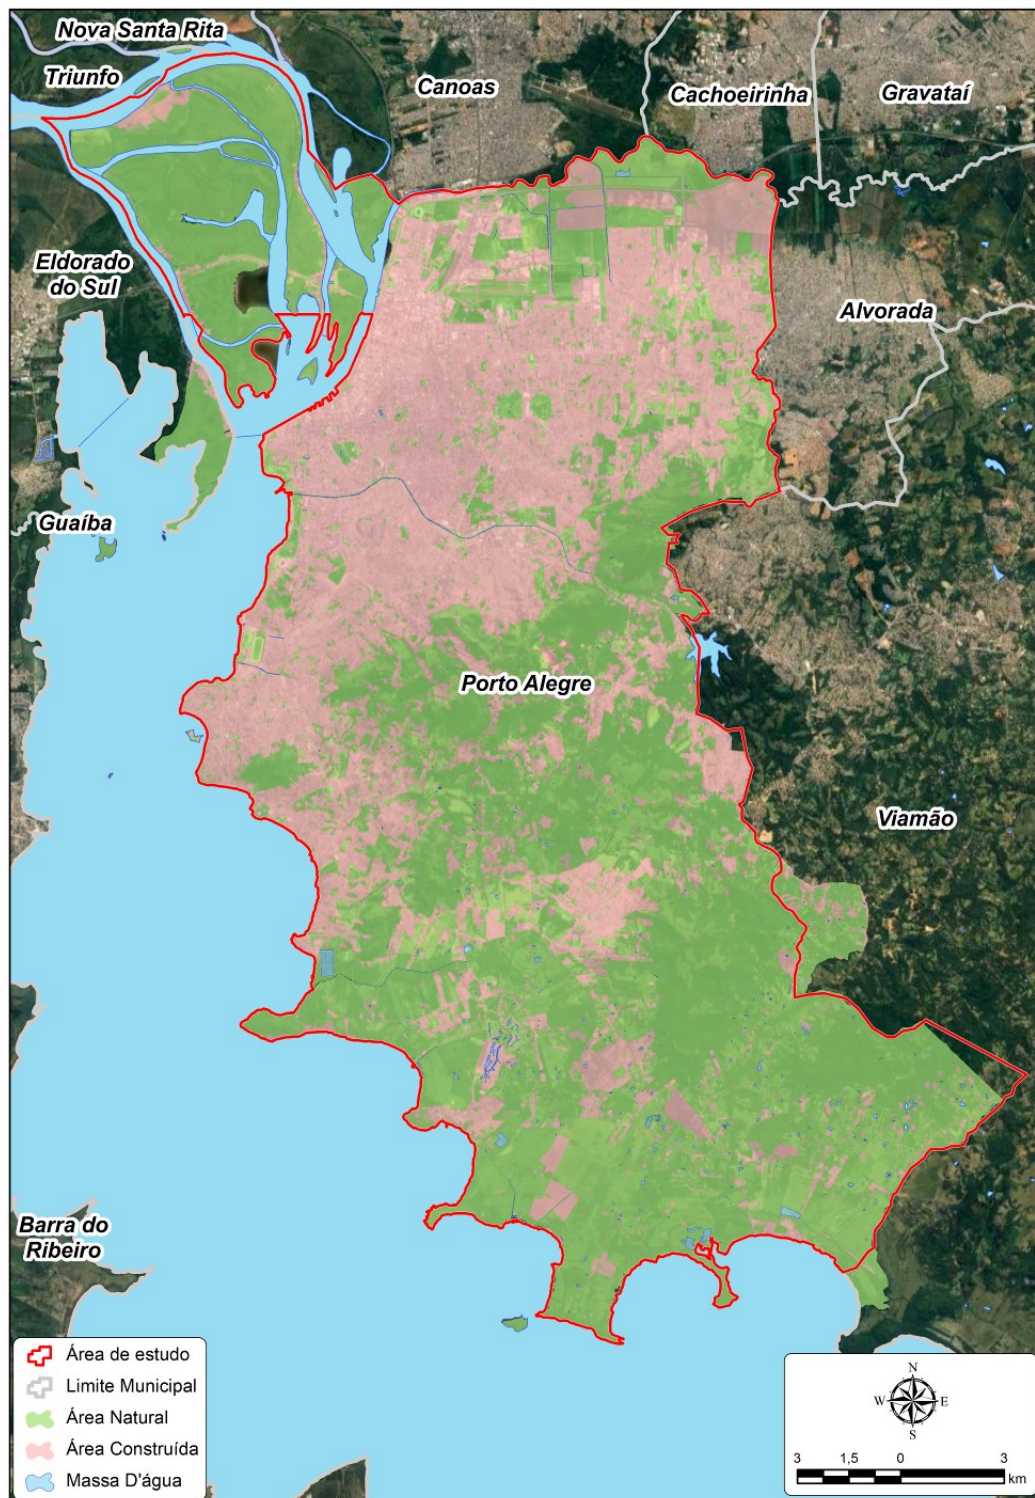 Nova Santa Rita
Triunfo
Canoas
Cachoeirinha
Gravataí
Eldorado
do Sul
Alvorada
Guaíba
Porto Alegre
Viamão
Barra do
Ribeiro
Área de estudo
Limite Municipal
Área Natural
Área Construída
Massa D'água
N
W
E
S
3 1,5 0 3
km